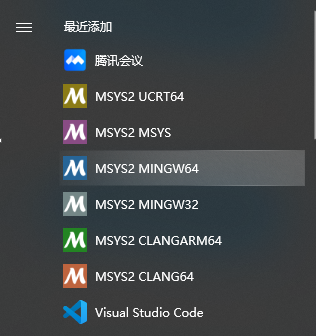 最近添加
腾讯会议
MSYS2 UCRT64
MSYS2 MSYS
MSYS2 MINGW64
MSYS2 MINGW32
MSYS2 CLANGARM64
MSYS2 CLANG64
Visual Studio Code